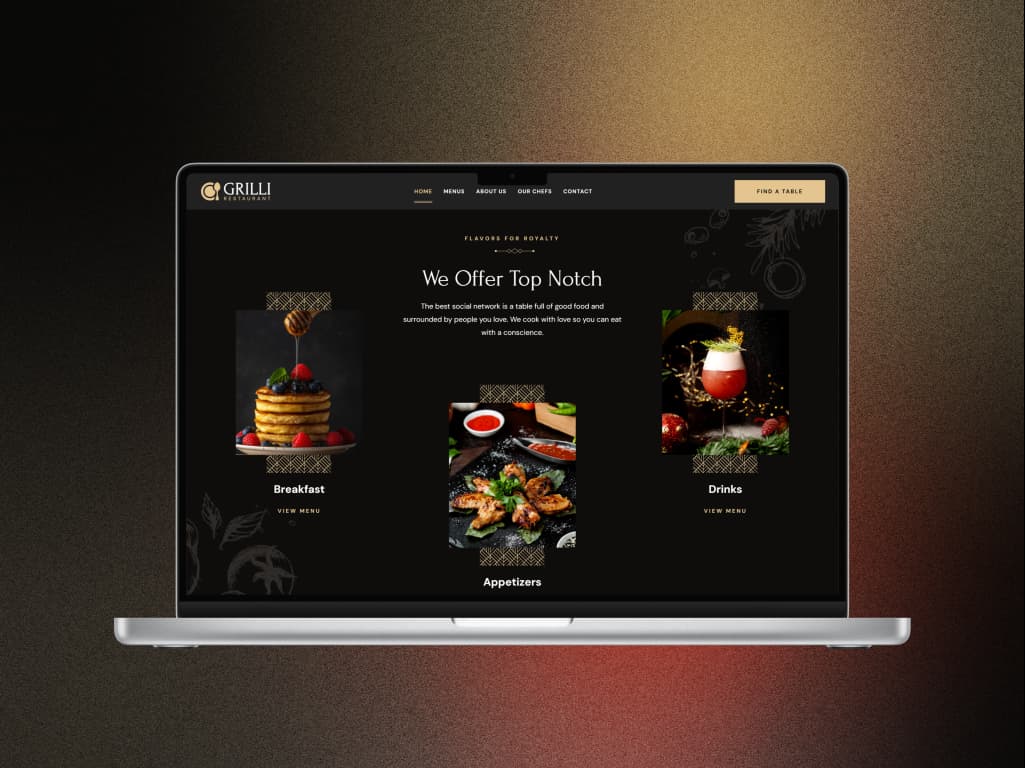 GRILLI
RESTAURANT
HOME MENUS ABOUT US OUR CHEFS CONTACT
FIND A TABLE
FLAVORS FOR ROYALTY
We Offer Top Notch
The best social network is a table full of good food and
surrounded by people you love. We cook with love so you can eat
with a conscience.
Breakfast
VIEW MENU
Appetizers
Drinks
VIEW MENU